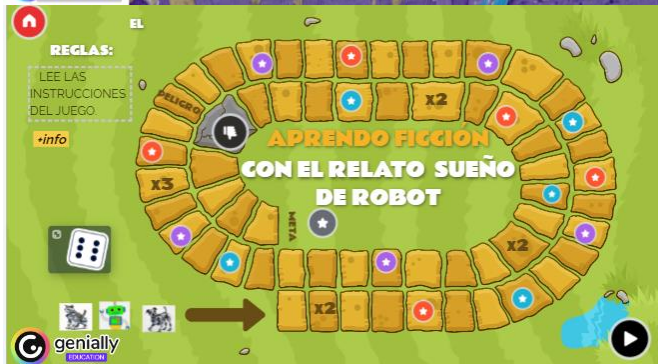 EL
REGLAS:
LEE LAS
INSTRUCCIONES
DEL JUEGO
+info
PELIGRO
x2
APRENDO FICCIÓN
CON EL RELATO SUEÑO
DE ROBOT
x3
META
x2
x2
genially
EDUCATION